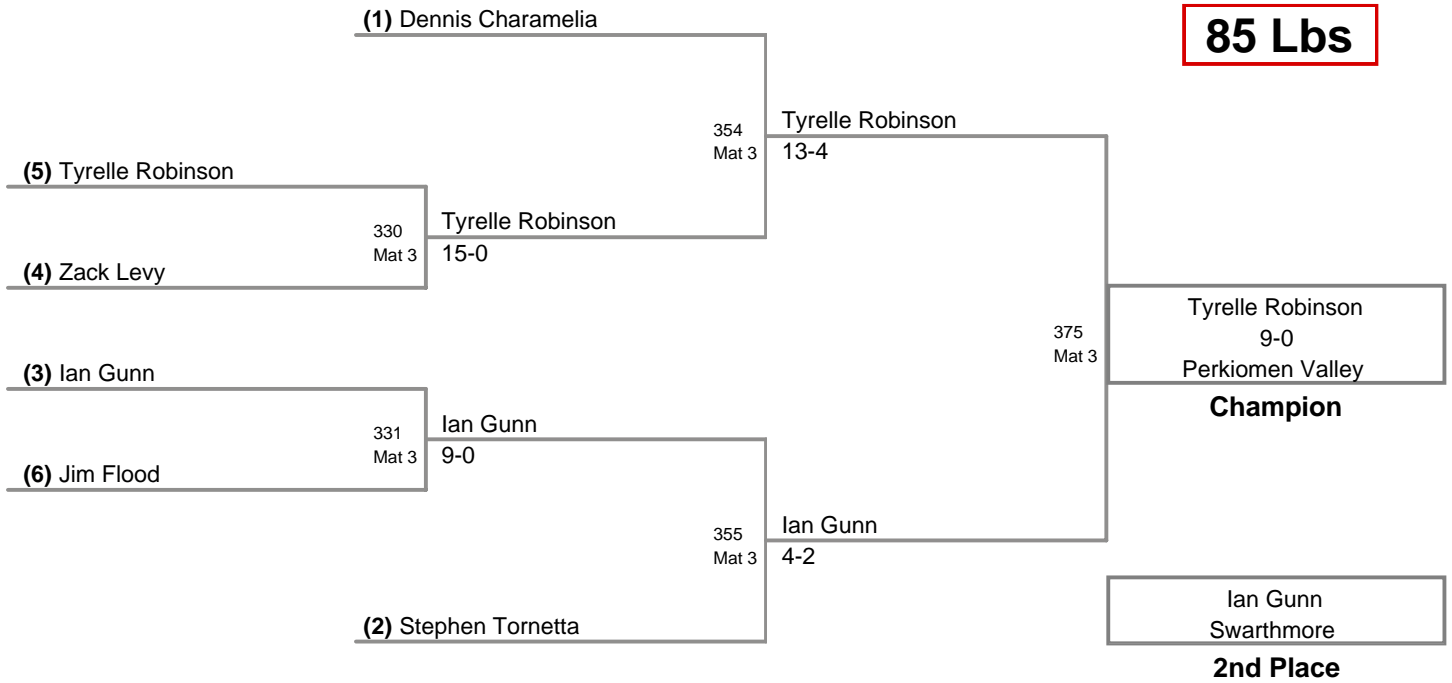 (1) Dennis Charamelia
85 Lbs
354
Mat 3
Tyrelle Robinson
13-4
(5) Tyrelle Robinson
330
Mat 3
Tyrelle Robinson
15-0
(4) Zack Levy
375
Mat 3
Tyrelle Robinson
9-0
Perkiomen Valley
Champion
(3) Ian Gunn
331
Mat 3
Ian Gunn
9-0
(6) Jim Flood
355
Mat 3
Ian Gunn
4-2
(2) Stephen Tornetta
Ian Gunn
Swarthmore
2nd Place